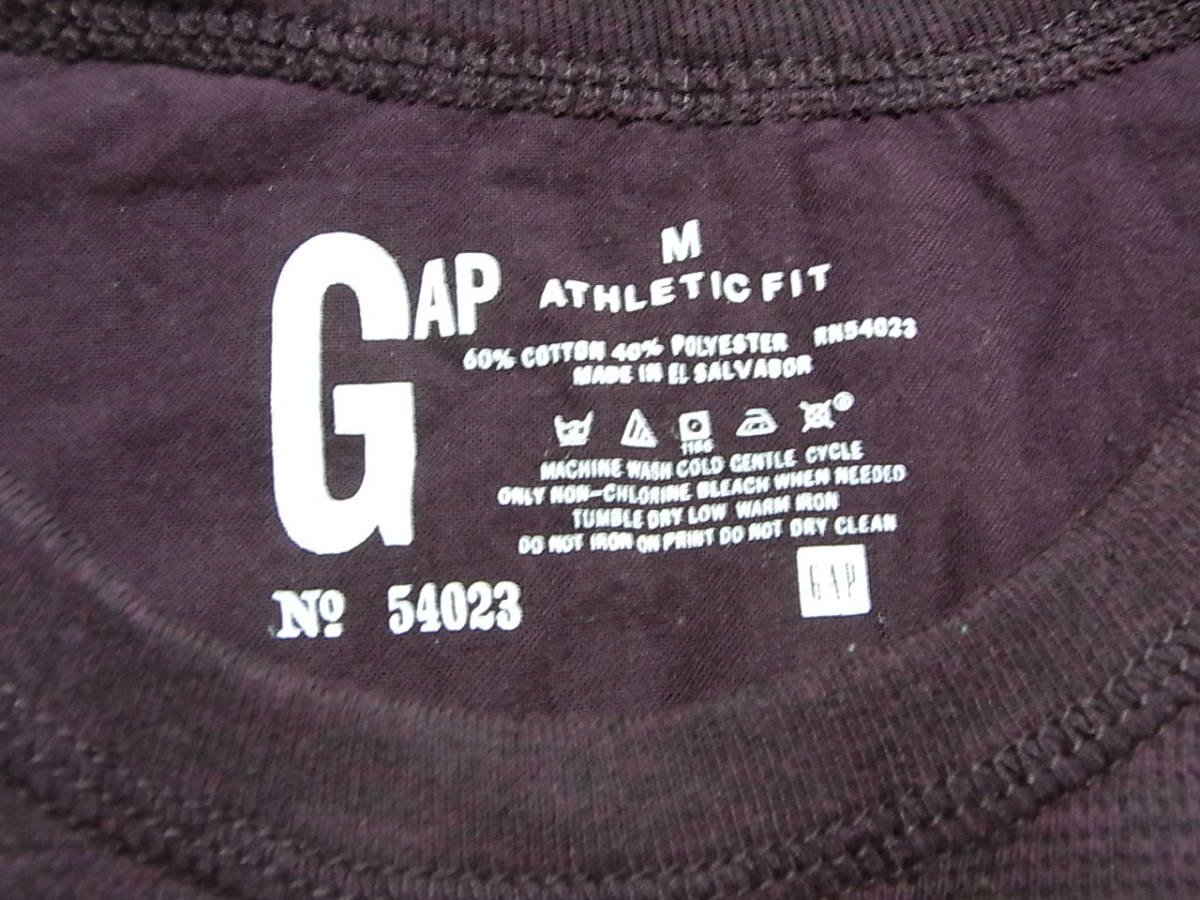 GAP
M
ATHLETIC FIT
60% COTTON 40% POLYESTER RN54023
MADE IN EL SALVADOR
1166
MACHINE WASH COLD GENTLE CYCLE
ONLY NON-CHLORINE BLEACH WHEN NEEDED
TUMBLE DRY LOW WARM IRON
DO NOT IRON ON PRINT DO NOT DRY CLEAN
Nº 54023
GAP